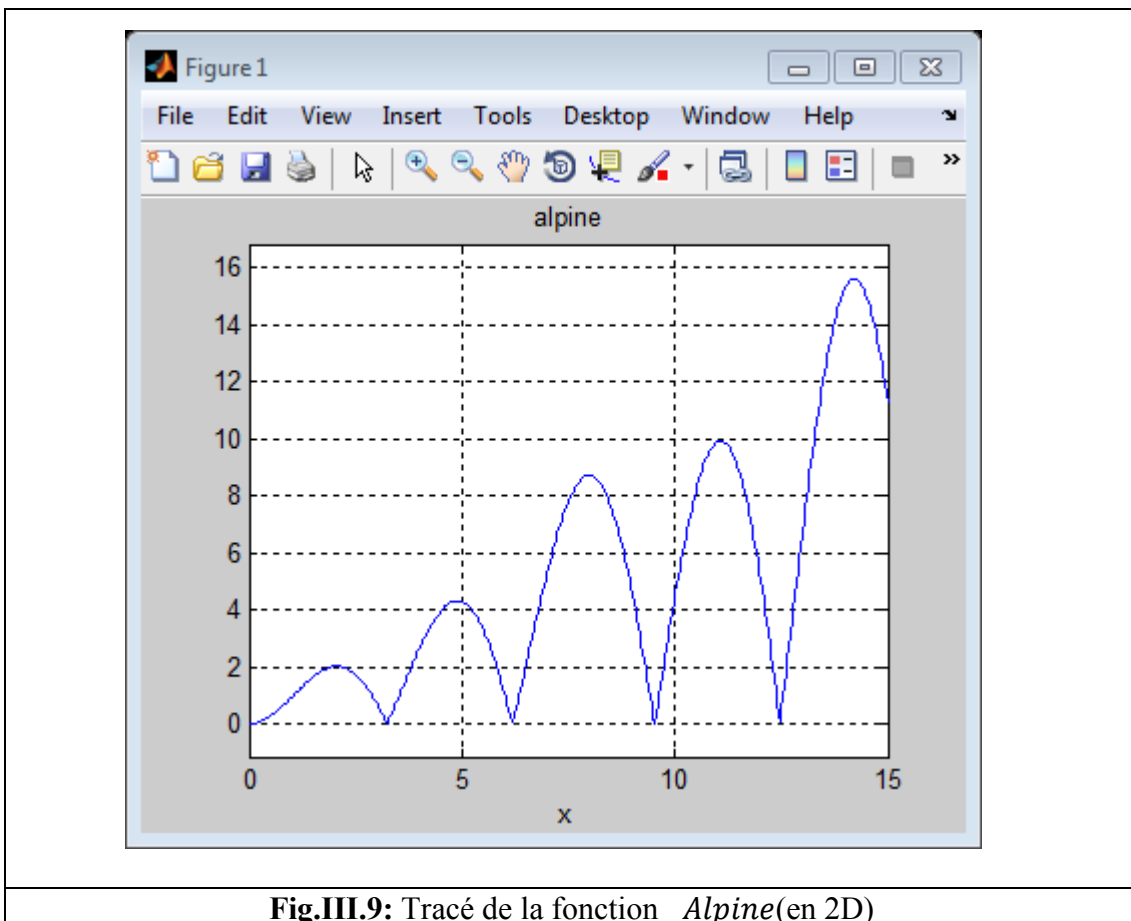 Figure 1
File Edit View Insert Tools Desktop Window Help
alpine
16
14
12
10
8
6
4
2
0
0 5 10 15
x
Fig.III.9: Tracé de la fonction Alpine(en 2D)